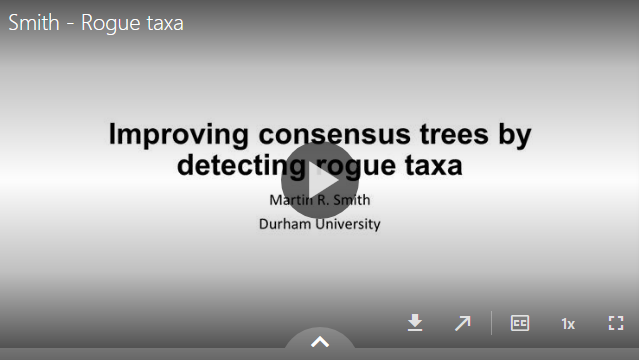 Smith - Rogue taxa
Improving consensus trees by
detecting rogue taxa
Martin R. Smith
Durham University
CC
1x